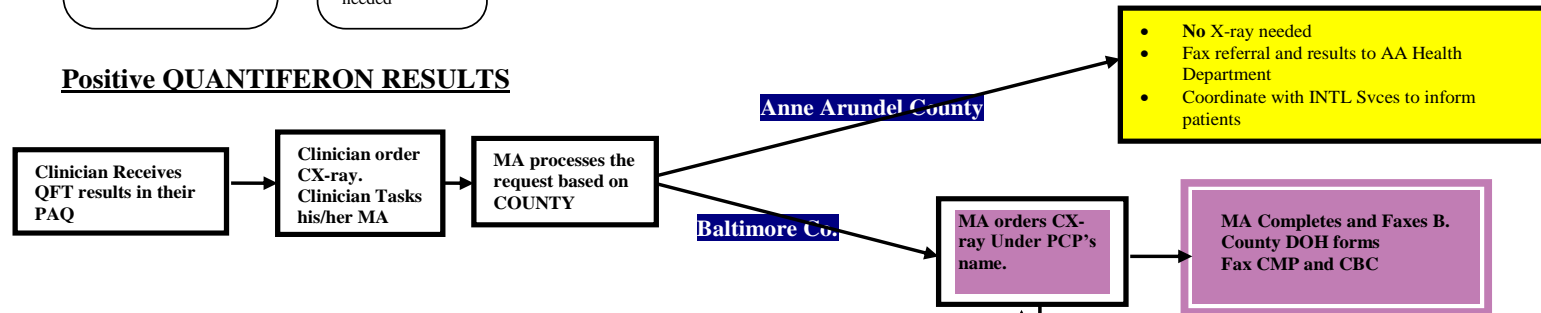 needed
Positive QUANTIFERON RESULTS
Clinician Receives
QFT results in their
PAQ
Clinician order
CX-ray.
Clinician Tasks
his/her MA
MA processes the
request based on
COUNTY
Anne Arundel County
• No X-ray needed
• Fax referral and results to AA Health
Department
• Coordinate with INTL Svces to inform
patients
Baltimore Co.
MA orders CX-
ray Under PCP's
name.
MA Completes and Faxes B.
County DOH forms
Fax CMP and CBC